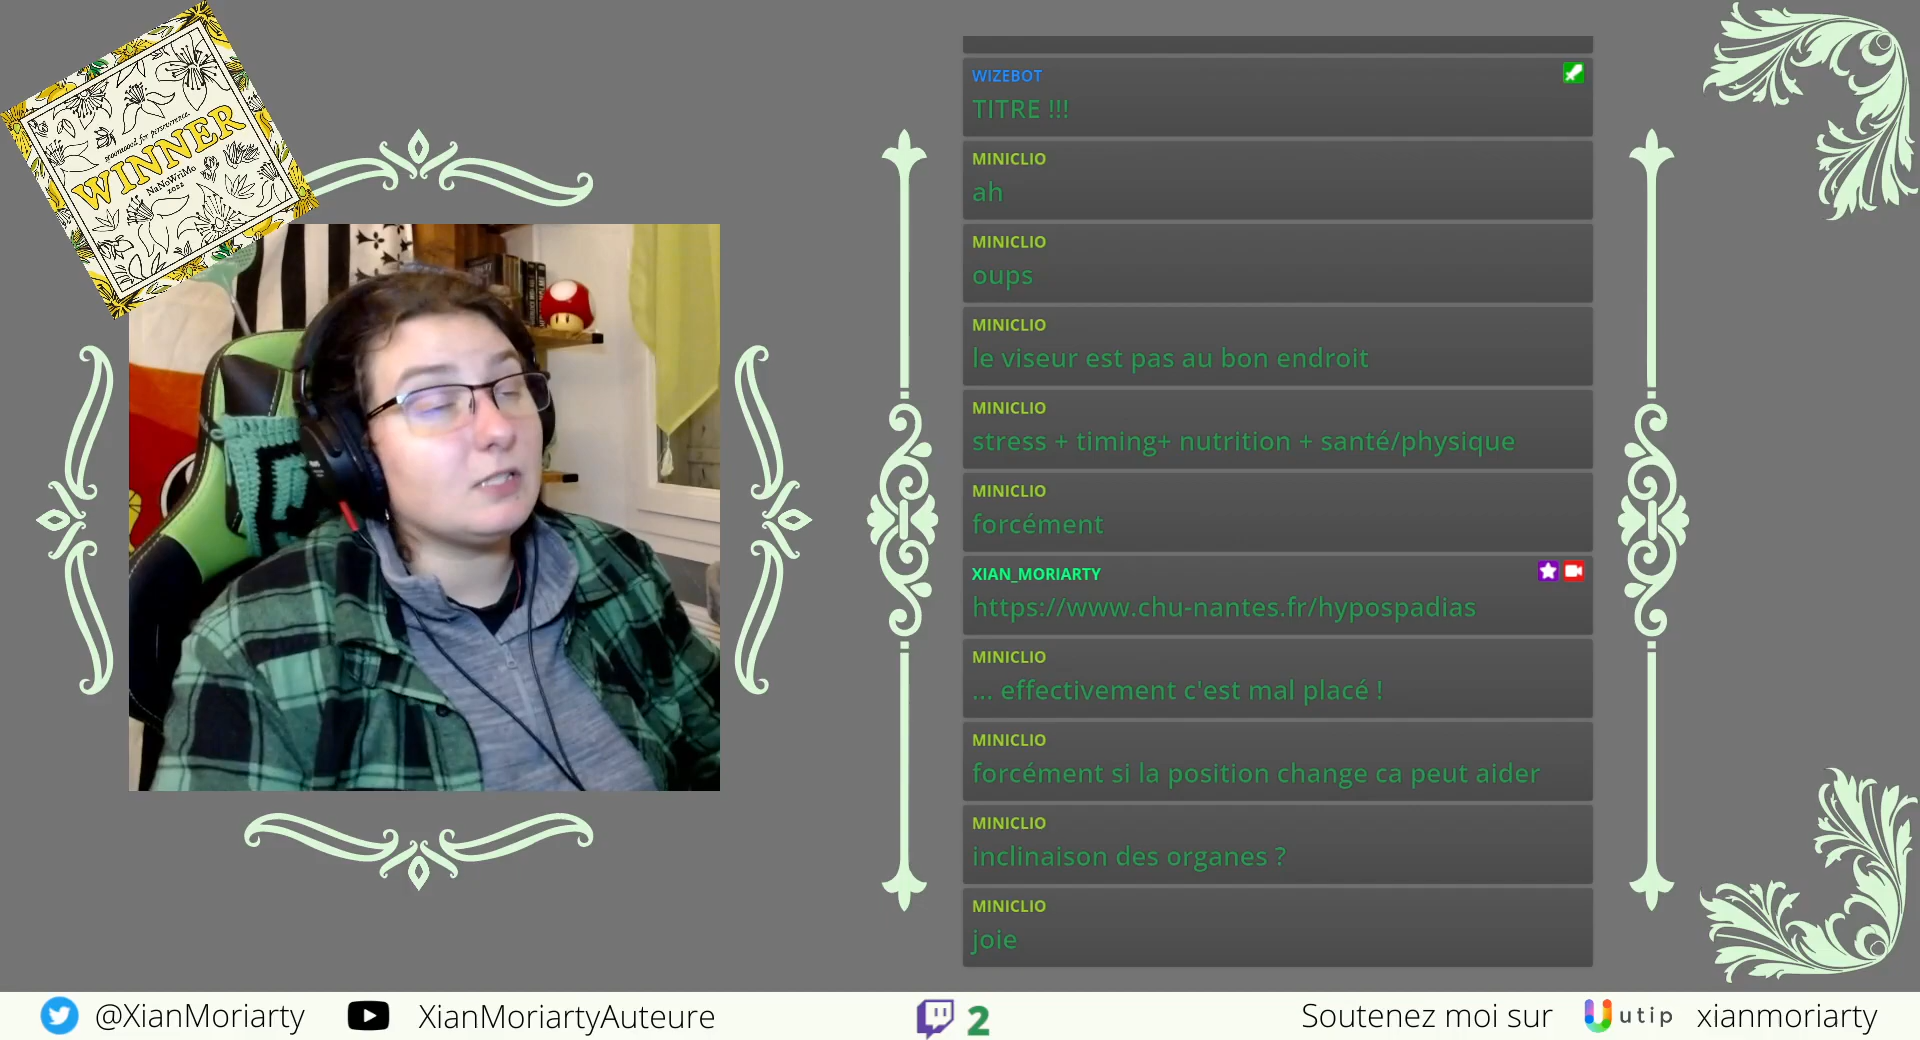 WINNER
NaNoWriMo
2022
WIZEBOT
TITRE !!!
MINICLIO
ah
MINICLIO
oups
MINICLIO
le viseur est pas au bon endroit
MINICLIO
stress + timing+ nutrition + santé/physique
MINICLIO
forcément
XIAN_MORIARTY
https://www.chu-nantes.fr/hypospadias
MINICLIO
... effectivement c'est mal placé !
MINICLIO
forcément si la position change ca peut aider
MINICLIO
inclinaison des organes ?
MINICLIO
joie
@XianMoriarty
XianMoriartyAuteure
2
Soutenez moi sur
utip
xianmoriarty